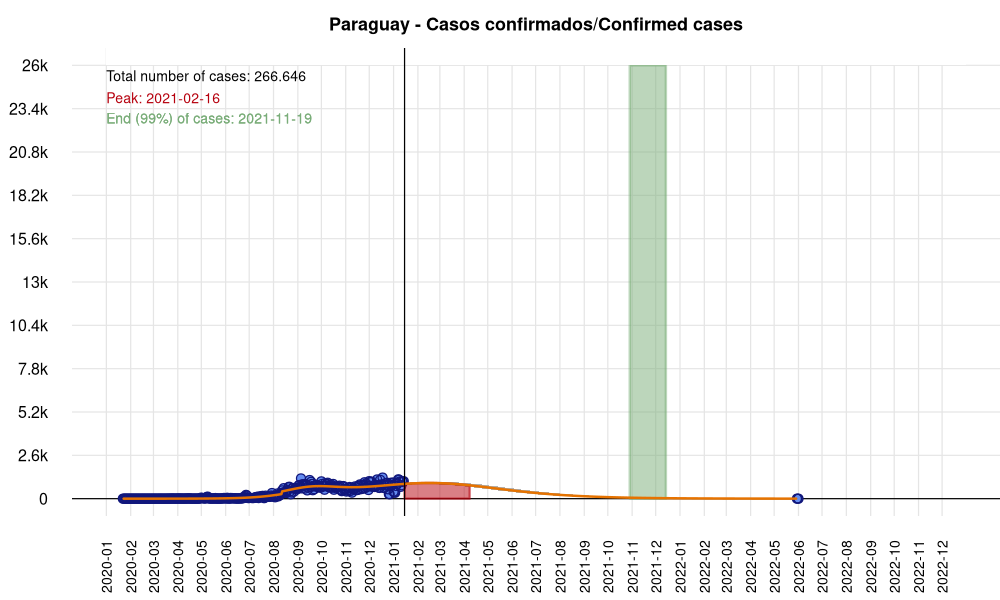 Paraguay - Casos confirmados/Confirmed cases
Total number of cases: 266.646
Peak: 2021-02-16
End (99%) of cases: 2021-11-19
26k
23.4k
20.8k
18.2k
15.6k
13k
10.4k
7.8k
5.2k
2.6k
0
2020-01
2020-02
2020-03
2020-04
2020-05
2020-06
2020-07
2020-08
2020-09
2020-10
2020-11
2020-12
2021-01
2021-02
2021-03
2021-04
2021-05
2021-06
2021-07
2021-08
2021-09
2021-10
2021-11
2021-12
2022-01
2022-02
2022-03
2022-04
2022-05
2022-06
2022-07
2022-08
2022-09
2022-10
2022-11
2022-12